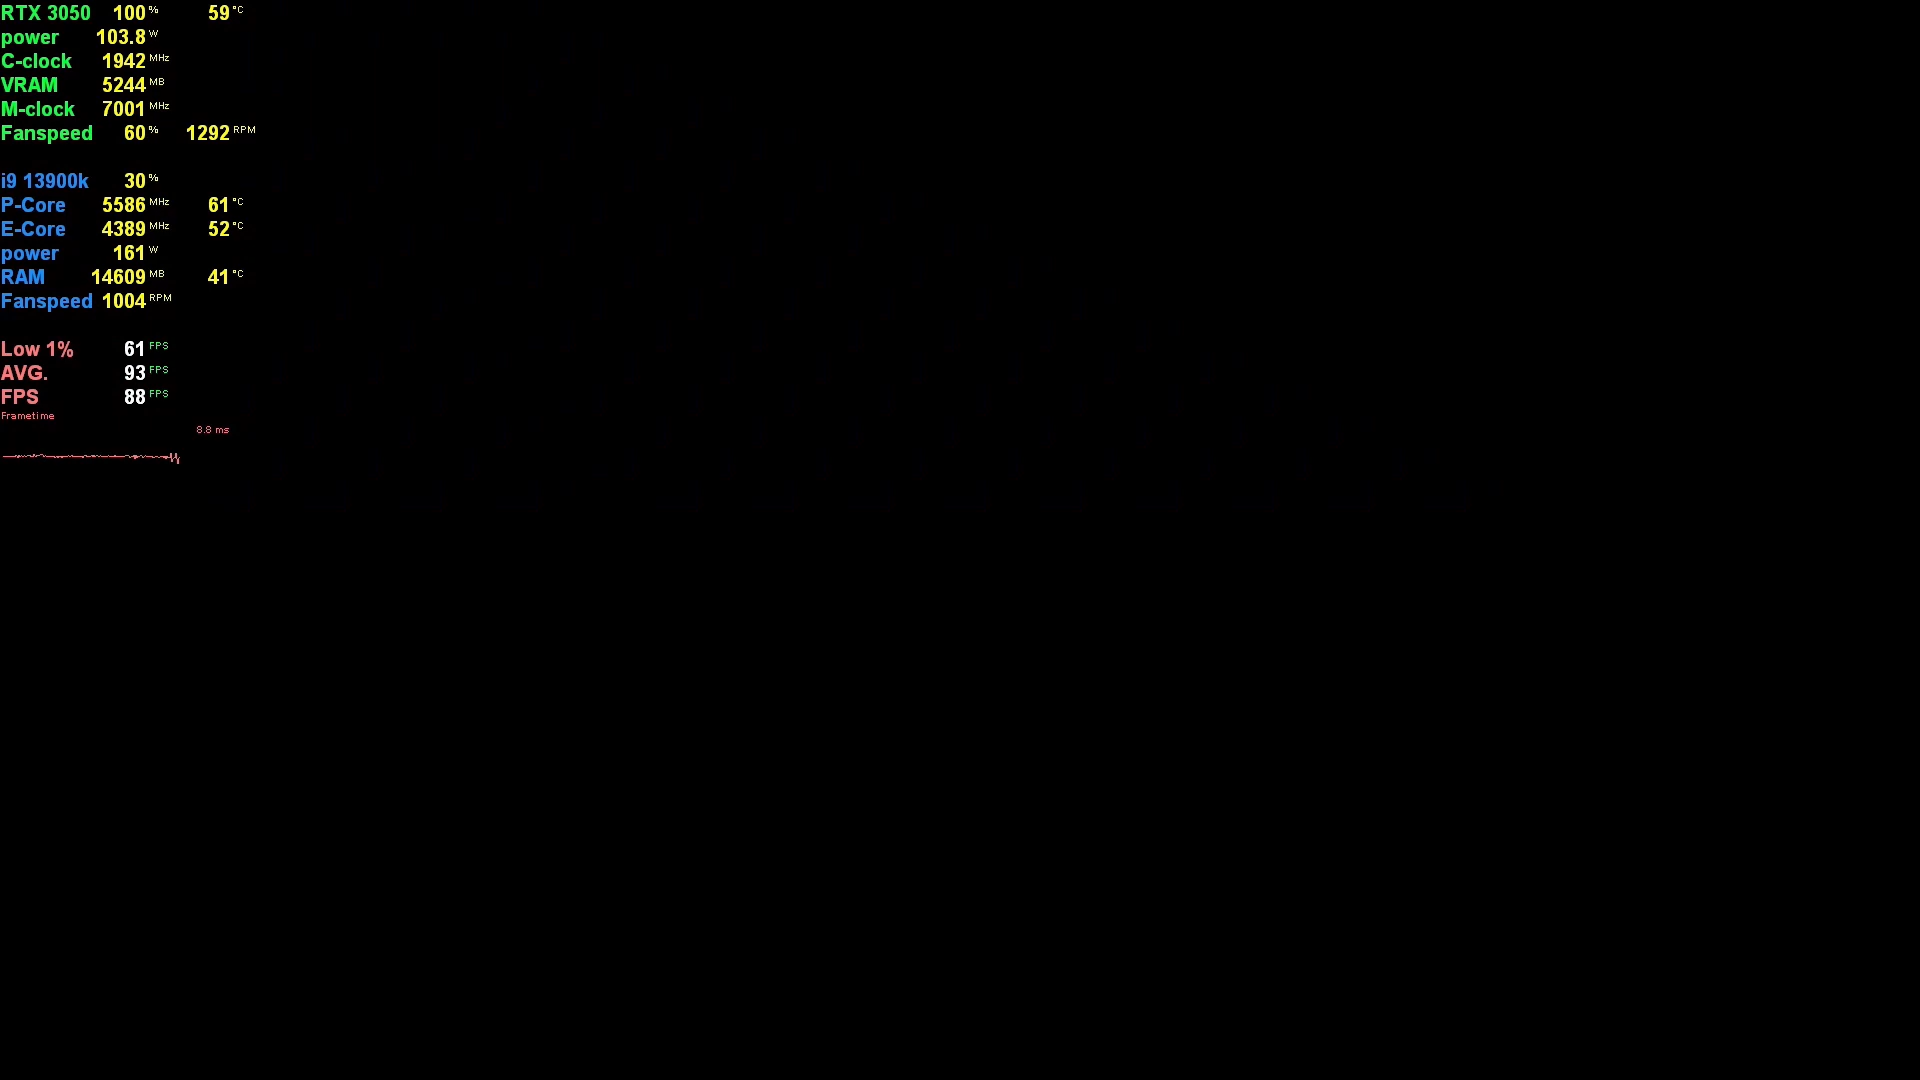 RTX 3050 100 % 59 °C
power 103.8 W
C-clock 1942 MHz
VRAM 5244 MB
M-clock 7001 MHz
Fanspeed 60 % 1292 RPM
i9 13900k 30 %
P-Core 5586 MHz 61 °C
E-Core 4389 MHz 52 °C
power 161 W
RAM 14609 MB 41 °C
Fanspeed 1004 RPM
Low 1% 61 FPS
AVG. 93 FPS
FPS 88 FPS
Frametime
8.8 ms